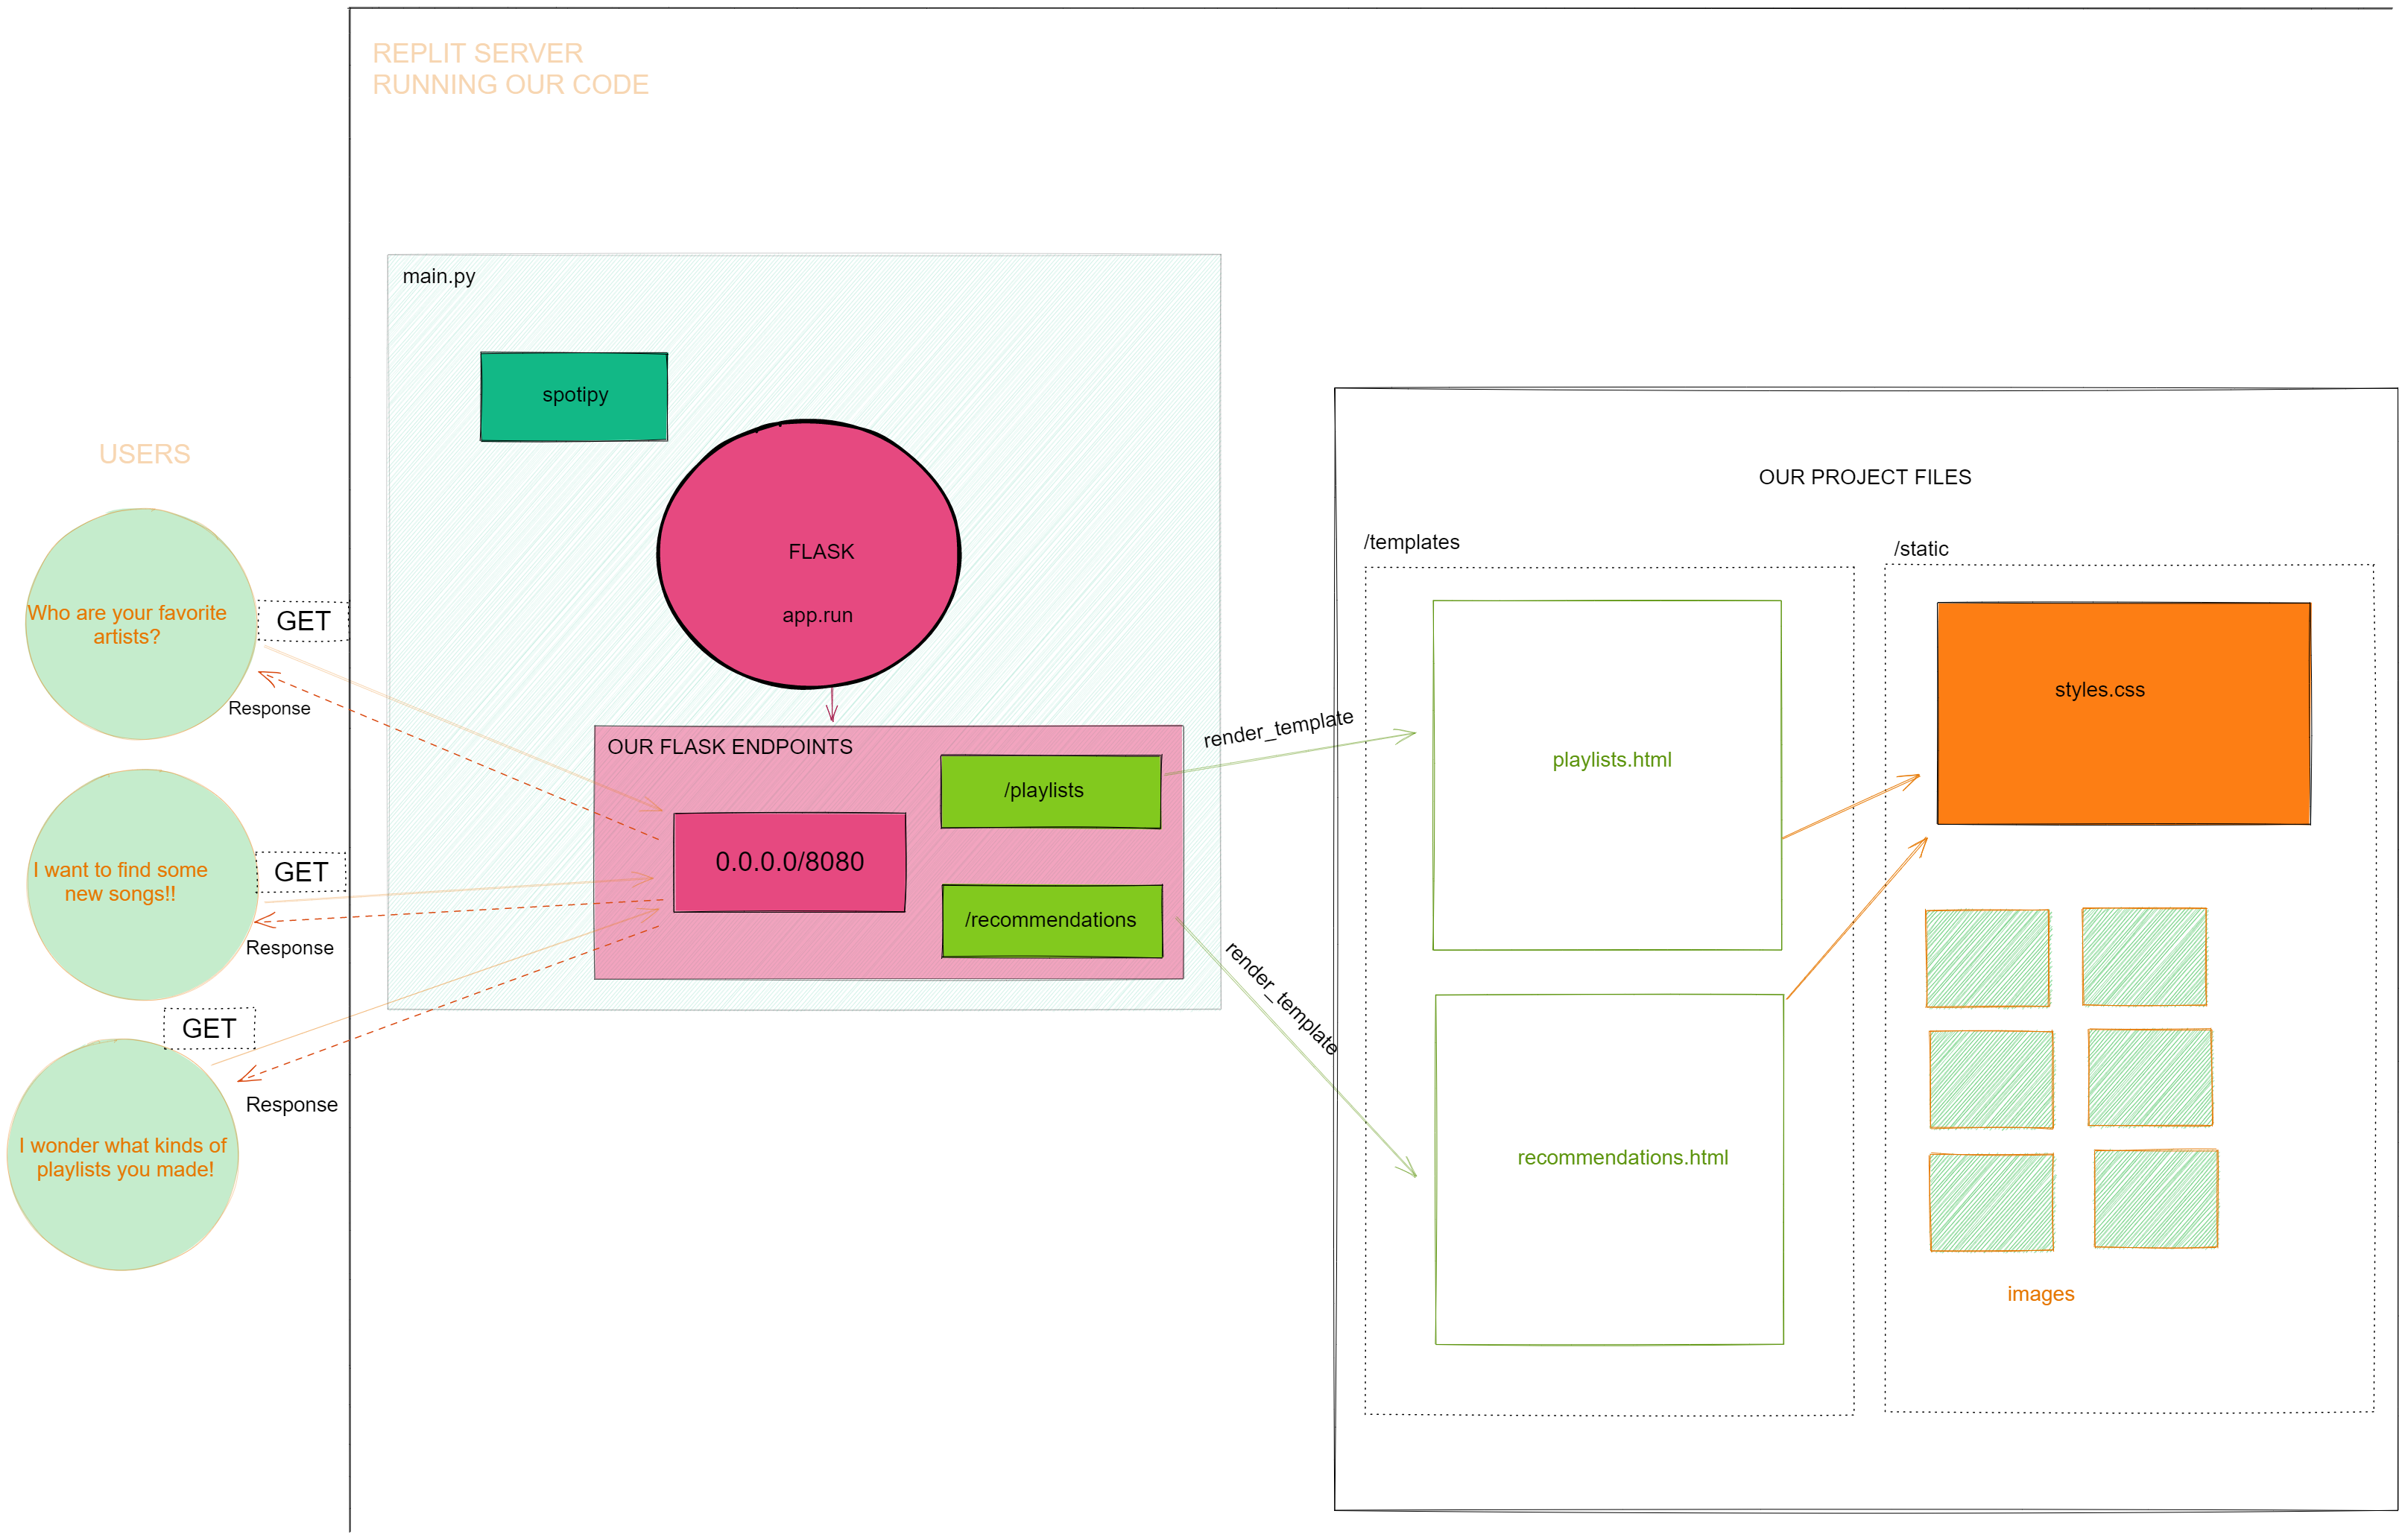 REPLIT SERVER
RUNNING OUR CODE
main.py
spotipy
FLASK
app.run
USERS
Who are your favorite
artists?
GET
Response
I want to find some
new songs!!
GET
Response
GET
Response
I wonder what kinds of
playlists you made!
OUR FLASK ENDPOINTS
0.0.0.0/8080
/playlists
/recommendations
render_template
render_template
OUR PROJECT FILES
/templates
playlists.html
recommendations.html
/static
styles.css
images